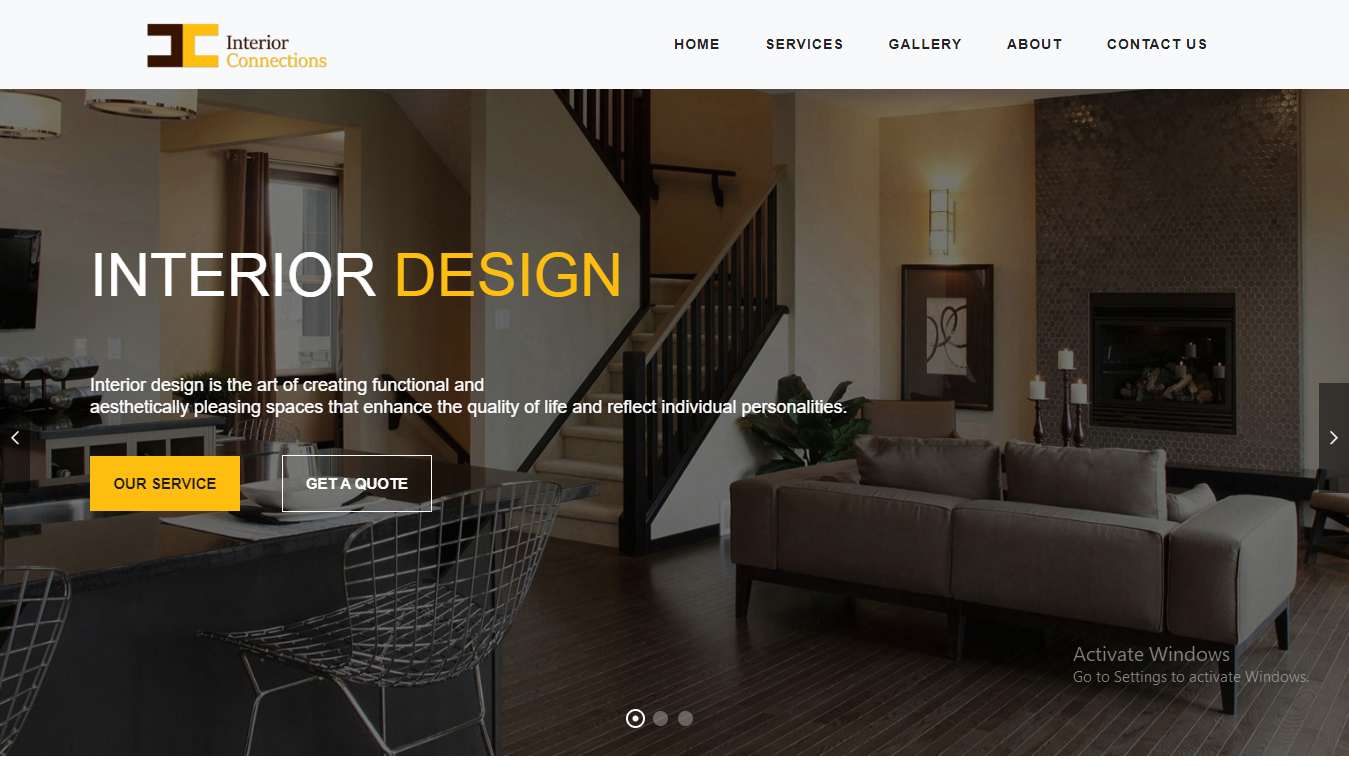 Interior
Connections
HOME SERVICES GALLERY ABOUT CONTACT US
INTERIOR DESIGN
Interior design is the art of creating functional and
aesthetically pleasing spaces that enhance the quality of life and reflect individual personalities.
OUR SERVICE GET A QUOTE
Activate Windows
Go to Settings to activate Windows.